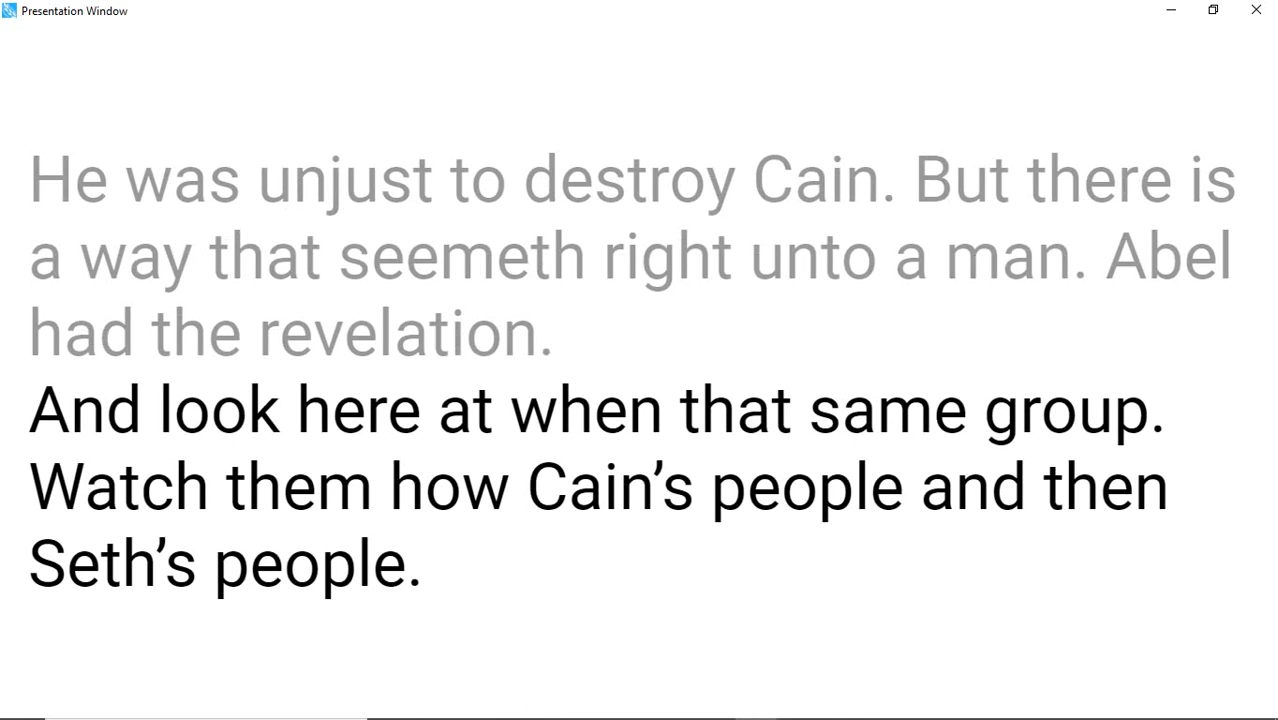 Presentation Window
He was unjust to destroy Cain. But there is
a way that seemeth right unto a man. Abel
had the revelation.
And look here at when that same group.
Watch them how Cain’s people and then
Seth’s people.